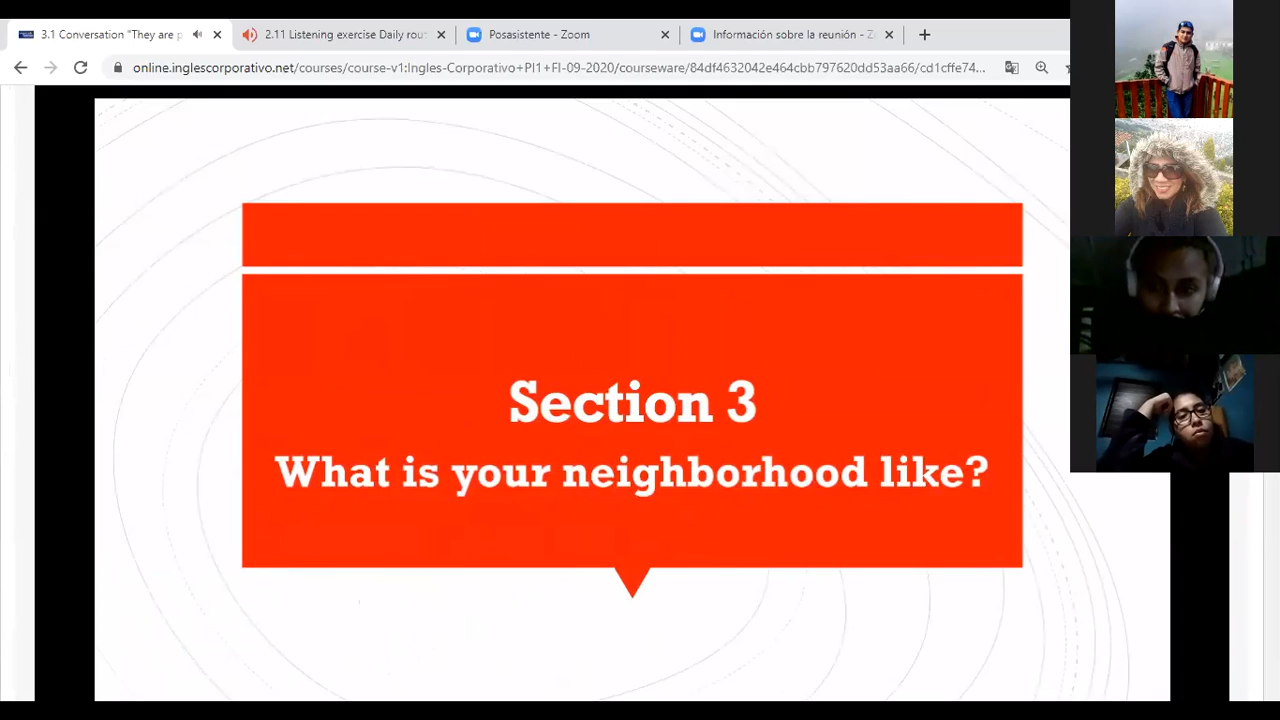 3.1 Conversation "They are p
2.11 Listening exercise Daily rou
Posasistente - Zoom
Información sobre la reunión - Z
online.inglescorporativo.net/courses/course-v1:Ingles-Corporativo+PI1+FI-09-2020/courseware/84df4632042e464cbb797620dd53aa66/cd1cffe74...
Section 3
What is your neighborhood like?